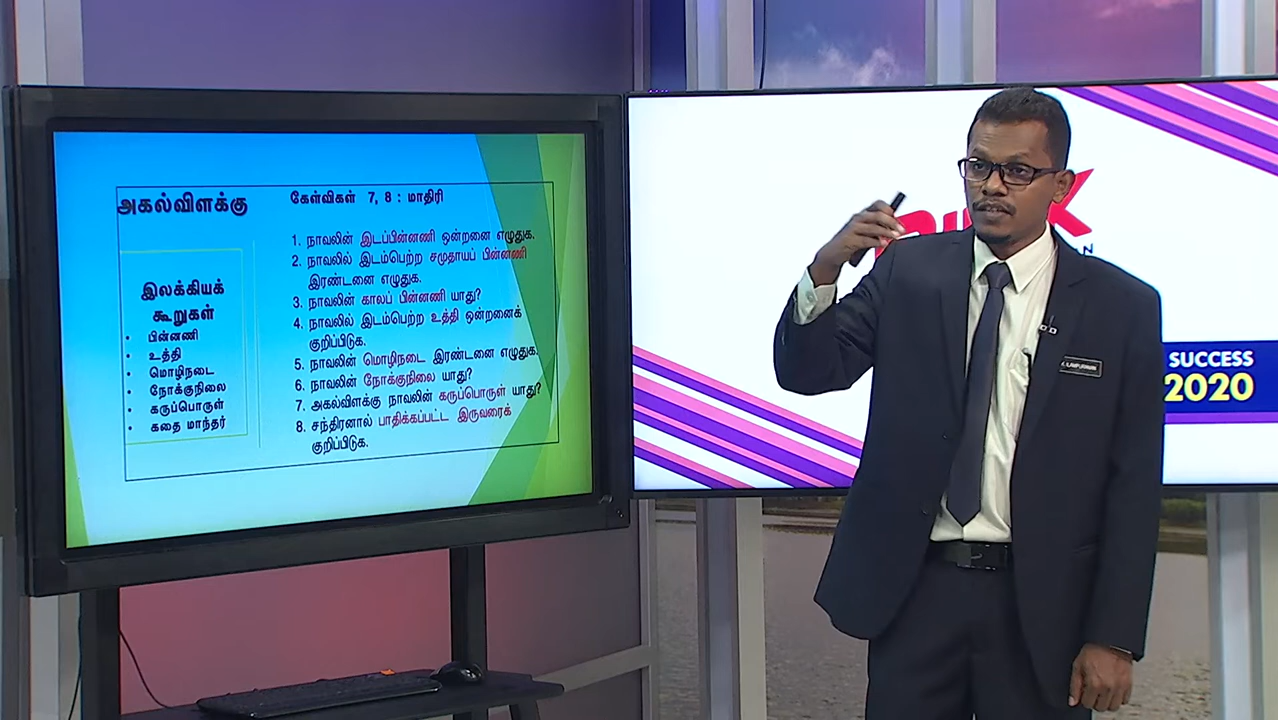 அகல்விளக்கு
கேள்விகள் 7, 8 : மாதிரி
இலக்கியக்
கூறுகள்
• பின்னணி
• உத்தி
• மொழிநடை
• நோக்குநிலை
• கருப்பொருள்
• கதை மாந்தர்
1. நாவலின் இடப்பின்னணி ஒன்றனை எழுதுக.
2. நாவலில் இடம்பெற்ற சமுதாயப் பின்னணி
இரண்டனை எழுதுக.
3. நாவலின் காலப் பின்னணி யாது?
4. நாவலில் இடம்பெற்ற உத்தி ஒன்றனைக்
குறிப்பிடுக.
5. நாவலின் மொழிநடை இரண்டனை எழுதுக.
6. நாவலின் நோக்குநிலை யாது?
7. அகல்விளக்கு நாவலின் கருப்பொருள் யாது?
8. சந்திரனால் பாதிக்கப்பட்ட இருவரைக்
குறிப்பிடுக.
SUCCESS
2020